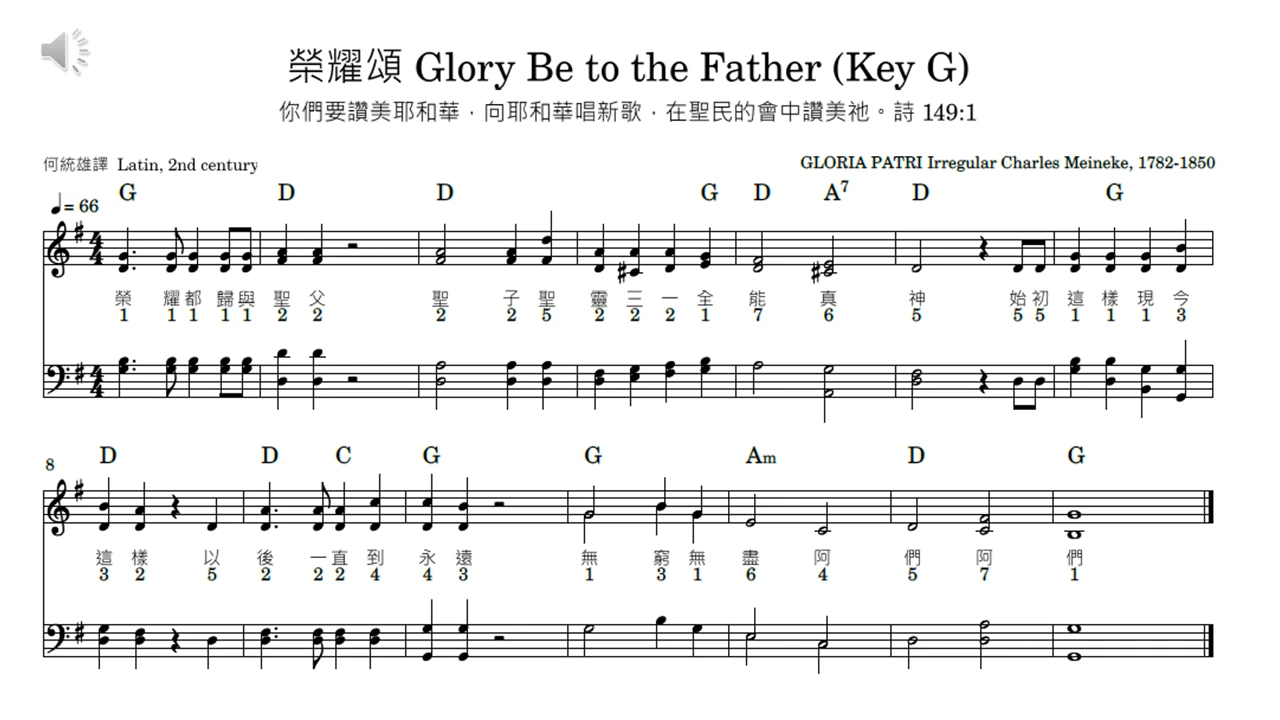 榮耀頌 Glory Be to the Father (Key G)
你們要讚美耶和華，向耶和華唱新歌，在聖民的會中讚美祂。詩 149:1
何統雄譯 Latin, 2nd century
GLORIA PATRI Irregular Charles Meineke, 1782-1850
♩= 66
G D D G D A7 D G
4 4
榮 耀 都 歸 與 聖 父 聖 子 聖 靈 三 一 全 能 真 神 始 初 這 樣 現 今
1 1 1 1 1 2 2 2 2 5 2 2 2 1 7 6 5 5 5 1 1 1 3
4 4
8
D D C G G Am D G
這 樣 以 後 一 直 到 永 遠 無 窮 無 盡 阿 們 阿 們
3 2 5 2 2 2 4 4 3 1 3 1 6 4 5 7 1